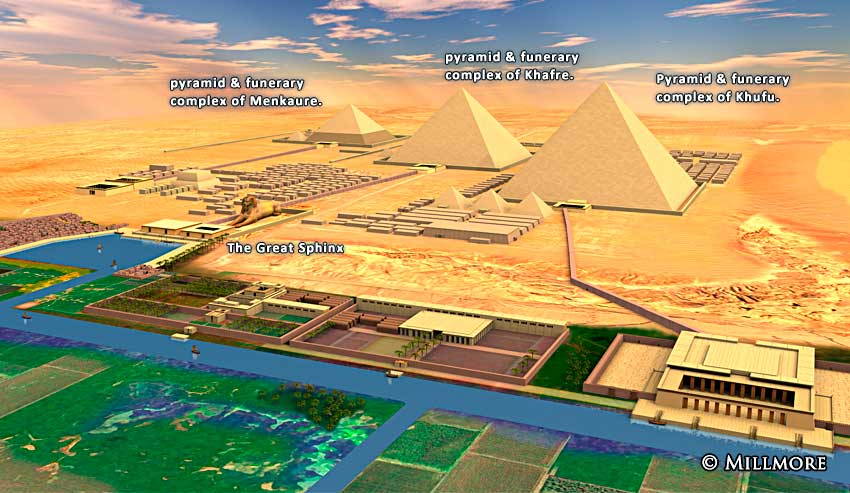 pyramid & funerary
complex of Menkaure.
pyramid & funerary
complex of Khafre.
Pyramid & funerary
complex of Khufu.
The Great Sphinx
© Millmore